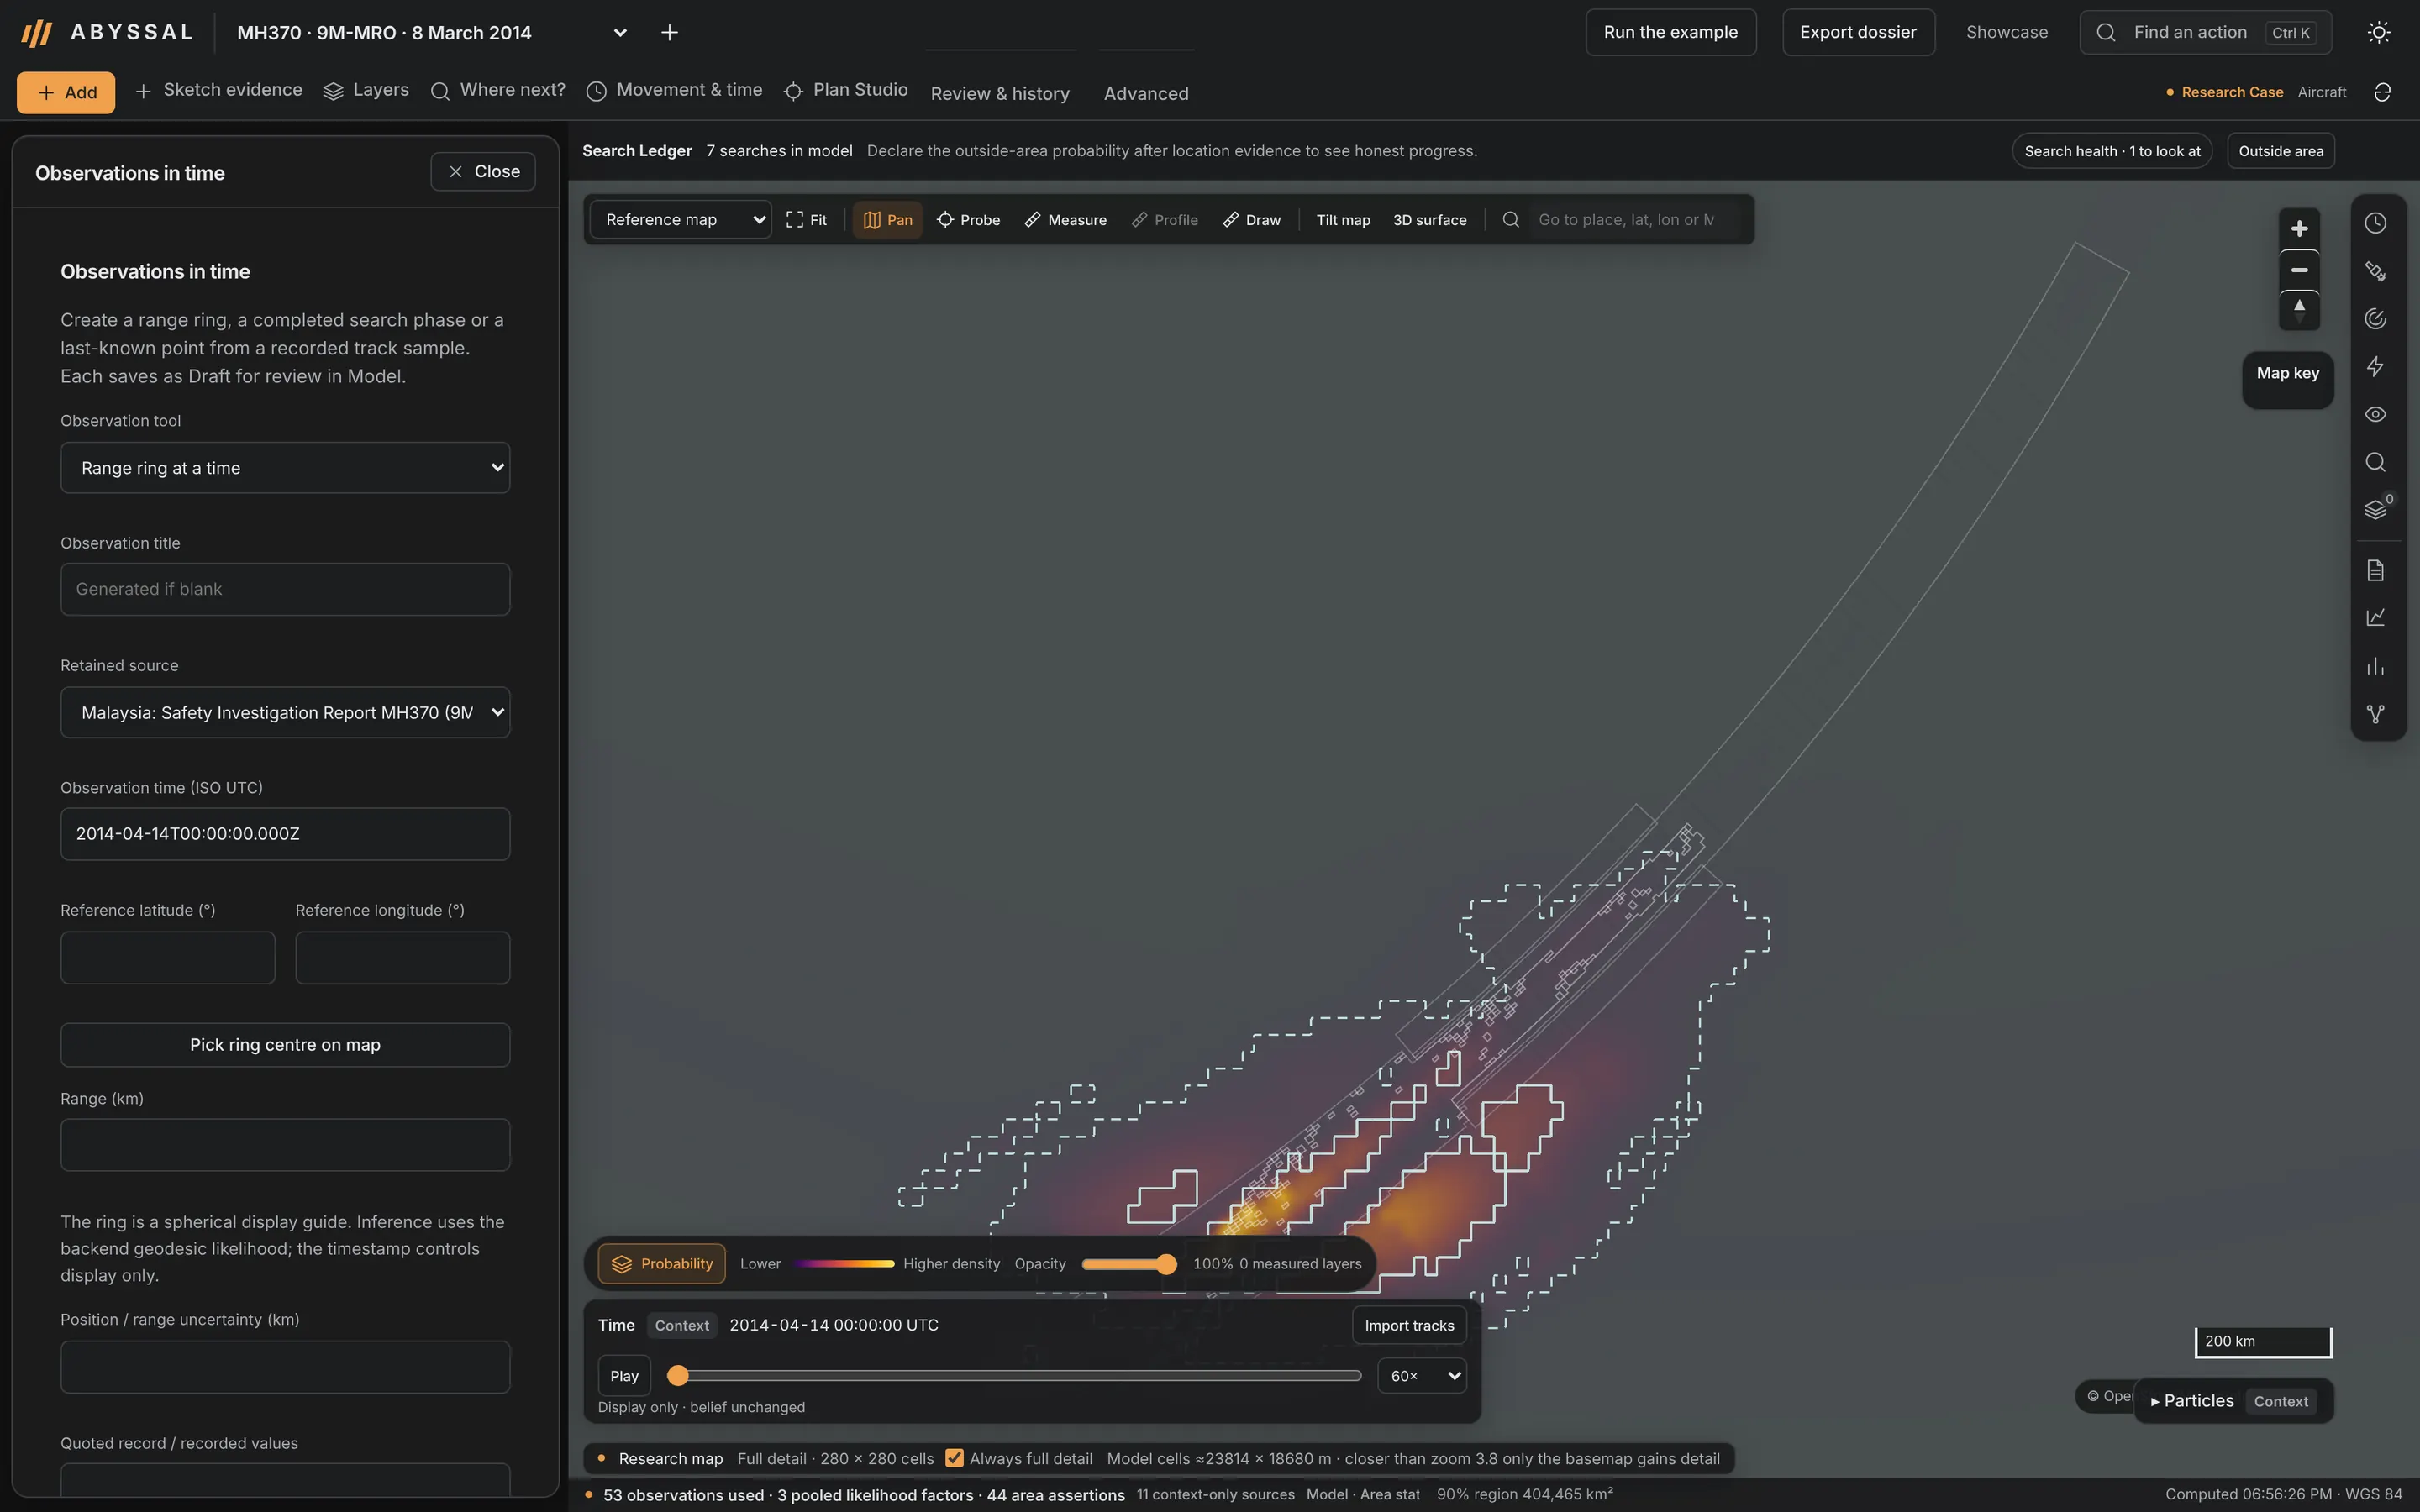 ABYSSAL
MH370 · 9M-MRO · 8 March 2014
Run the example
Export dossier
Showcase
Find an action
Ctrl K
Add
Sketch evidence
Layers
Where next?
Movement & time
Plan Studio
Review & history
Advanced
Research Case
Aircraft
Observations in time
Close
Observations in time
Create a range ring, a completed search phase or a
last-known point from a recorded track sample.
Each saves as Draft for review in Model.
Observation tool
Range ring at a time
Observation title
Generated if blank
Retained source
Malaysia: Safety Investigation Report MH370 (9M
Observation time (ISO UTC)
2014-04-14T00:00:00.000Z
Reference latitude (°)
Reference longitude (°)
Pick ring centre on map
Range (km)
The ring is a spherical display guide. Inference uses the
backend geodesic likelihood; the timestamp controls
display only.
Position / range uncertainty (km)
Quoted record / recorded values
Search Ledger
7 searches in model
Declare the outside-area probability after location evidence to see honest progress.
Search health · 1 to look at
Outside area
Reference map
Fit
Pan
Probe
Measure
Profile
Draw
Tilt map
3D surface
Go to place, lat, lon or M
Map key
0
Probability
Lower
Higher density
Opacity
100%
0 measured layers
Time
Context
2014-04-14 00:00:00 UTC
Import tracks
Play
60×
Display only · belief unchanged
200 km
© Oper
▸ Particles
Context
Research map
Full detail · 280 × 280 cells
Always full detail
Model cells ≈23814 × 18680 m · closer than zoom 3.8 only the basemap gains detail
53 observations used · 3 pooled likelihood factors · 44 area assertions
11 context-only sources
Model · Area stat
90% region 404,465 km²
Computed 06:56:26 PM · WGS 84